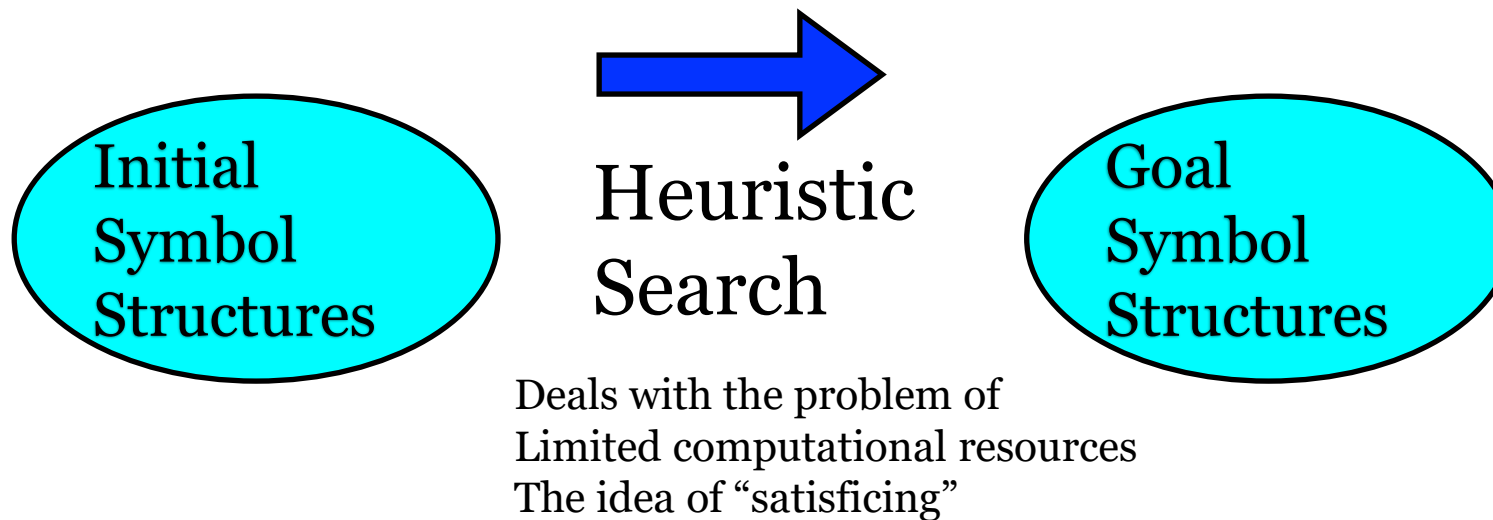 Initial
Symbol
Structures
Heuristic
Search
Goal
Symbol
Structures
Deals with the problem of
Limited computational resources
The idea of “satisficing”